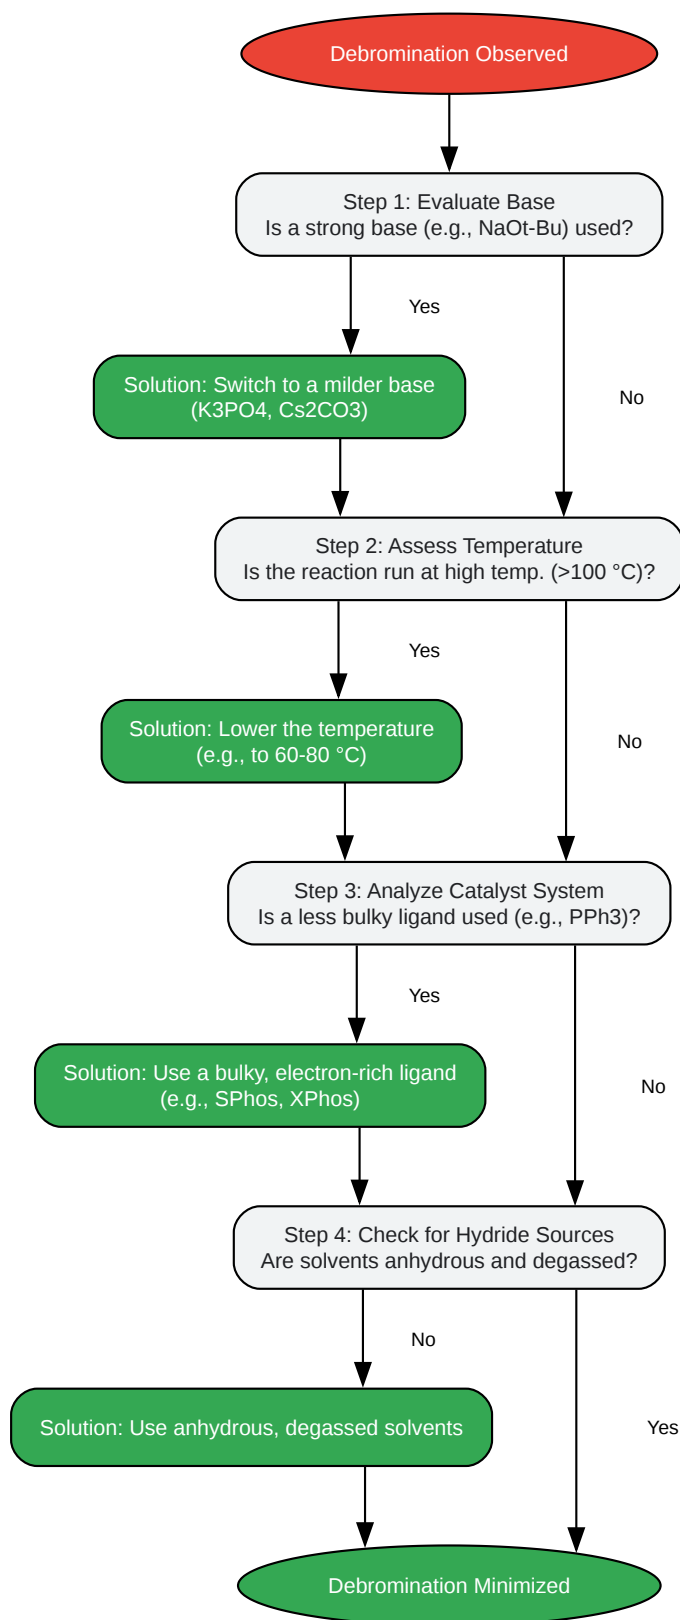 Debromination Observed
Step 1: Evaluate Base
Is a strong base (e.g., NaOt-Bu) used?
Yes
Solution: Switch to a milder base
(K3PO4, Cs2CO3)
No
Step 2: Assess Temperature
Is the reaction run at high temp. (>100 °C)?
Yes
Solution: Lower the temperature
(e.g., to 60-80 °C)
No
Step 3: Analyze Catalyst System
Is a less bulky ligand used (e.g., PPh3)?
Yes
Solution: Use a bulky, electron-rich ligand
(e.g., SPhos, XPhos)
No
Step 4: Check for Hydride Sources
Are solvents anhydrous and degassed?
No
Solution: Use anhydrous, degassed solvents
Yes
Debromination Minimized